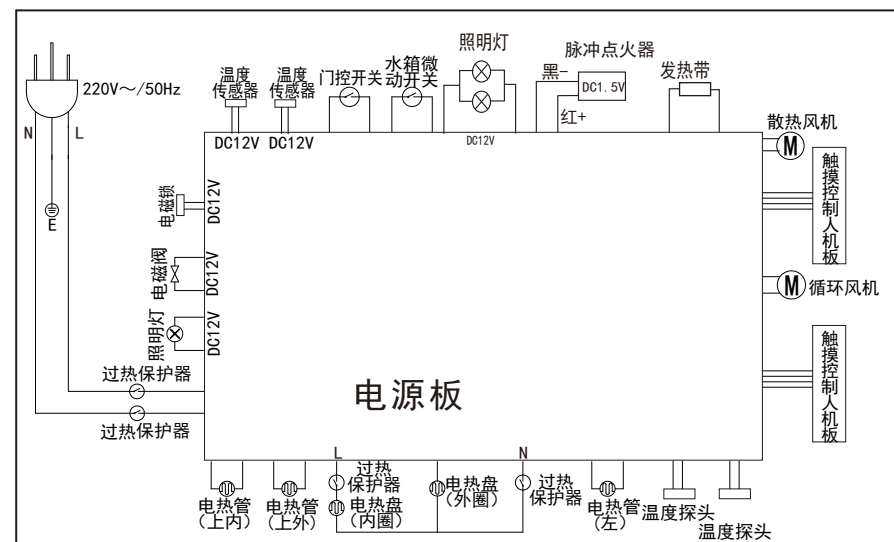 220V～/50Hz
N
L
E
温度
传感器
温度
传感器
门控开关
水箱微
动开关
照明灯
脉冲点火器
黑-
DC1.5V
红+
发热带
DC12V
DC12V
DC12V
散热风机
M
触摸控制人机板
电磁锁
DC12V
电磁阀
DC12V
照明灯
DC12V
M
循环风机
触摸控制人机板
过热保护器
过热保护器
电源板
L
N
电热管
（上内）
电热管
（上外）
过热
保护器
电热盘
（内圈）
电热盘
（外圈）
过热
保护器
电热管
（左）
温度探头
温度探头